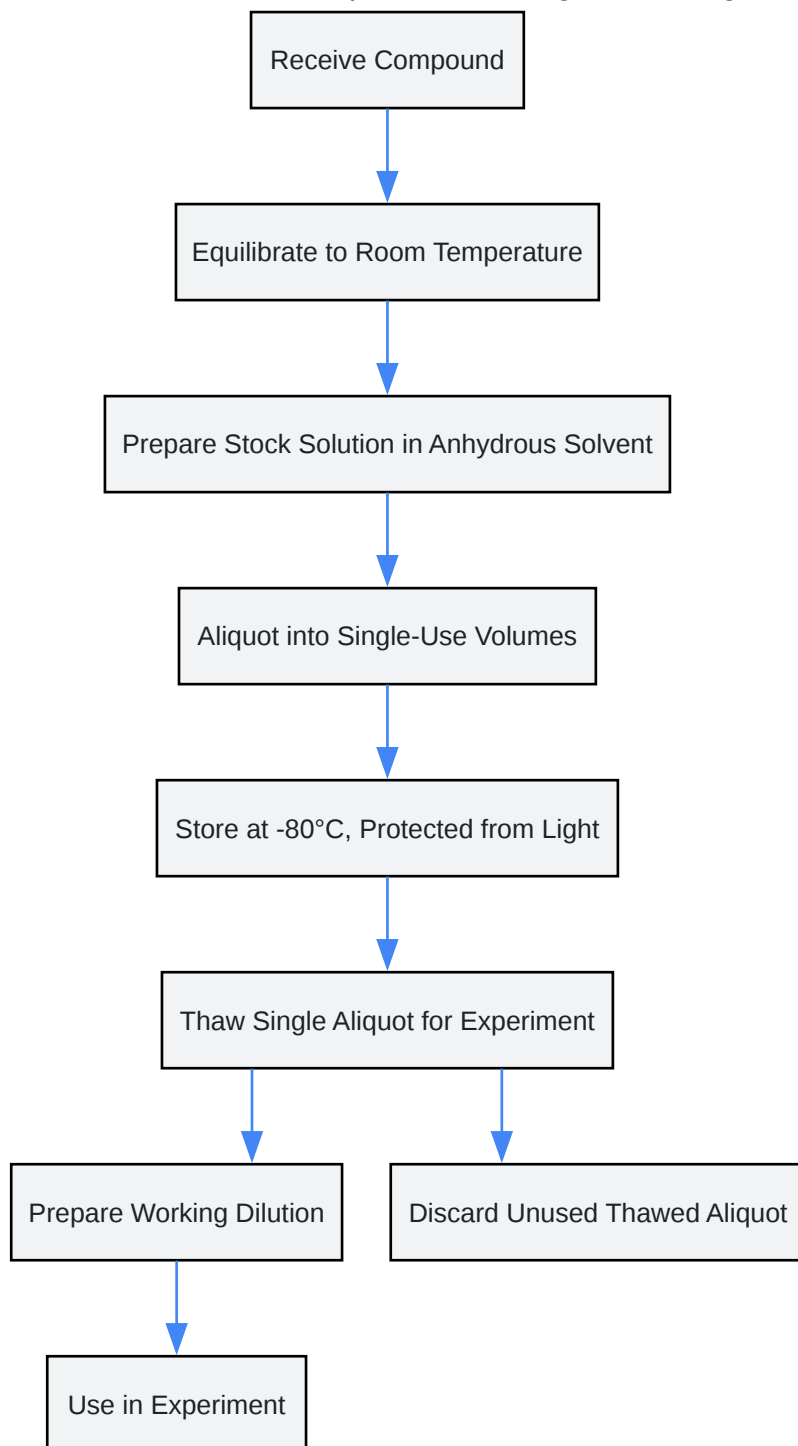 Receive Compound
Equilibrate to Room Temperature
Prepare Stock Solution in Anhydrous Solvent
Aliquot into Single-Use Volumes
Store at -80°C, Protected from Light
Thaw Single Aliquot for Experiment
Prepare Working Dilution
Discard Unused Thawed Aliquot
Use in Experiment